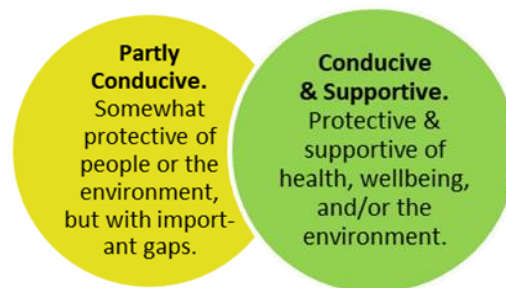 Partly
Conducive.
Somewhat
protective of
people or the
environment,
but with import-
ant gaps.
Conducive
& Supportive.
Protective &
supportive of
health, wellbeing,
and/or the
environment.